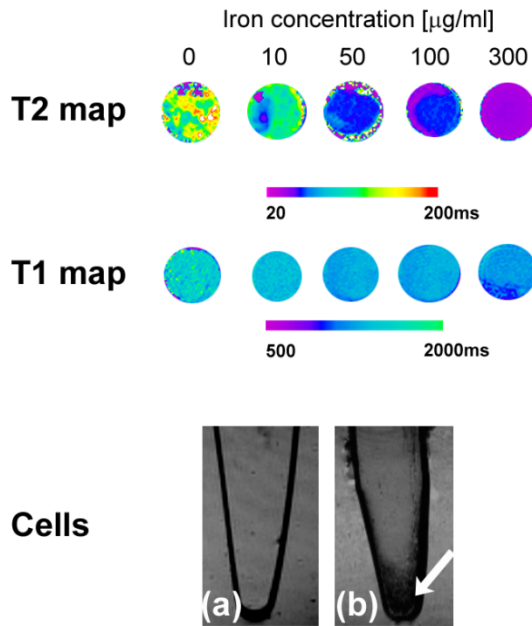 Iron concentration [μg/ml]
0 10 50 100 300
T2 map
20 200ms
T1 map
500 2000ms
Cells
(a) (b)